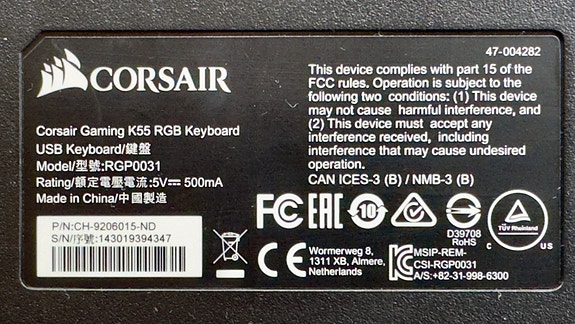 47-004282
CORSAIR
Corsair Gaming K55 RGB Keyboard
USB Keyboard/鍵盤
Model/型號:RGP0031
Rating/額定電壓電流:5V⎓ 500mA
Made in China/中國製造
P/N:CH-9206015-ND
S/N/序號:143019394347
This device complies with part 15 of the
FCC rules. Operation is subject to the
following two conditions: (1) This device
may not cause harmful interference, and
(2) This device must accept any
interference received, including
interference that may cause undesired
operation.
CAN ICES-3 (B) / NMB-3 (B)
FC EAC 10
D39708
RoHS
TÜV Rheinland
C US
CE
Wormerweg 8,
1311 XB, Almere,
Netherlands
MSIP-REM-
CSI-RGP0031
A/S:+82-31-998-6300